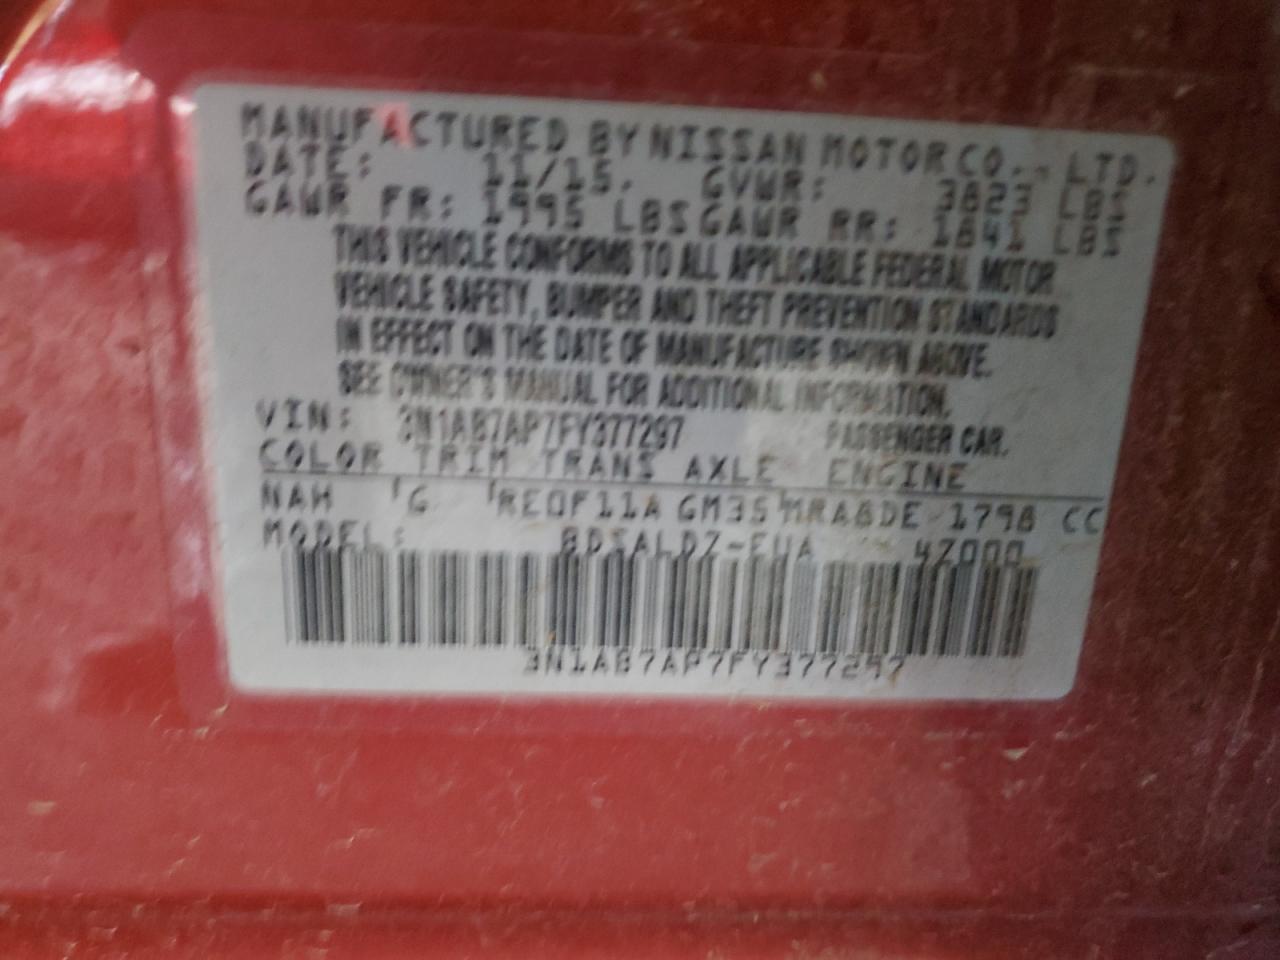 MANUFACTURED BY NISSAN MOTOR CO., LTD.
DATE: 11/15. GVWR: 3823 LBS
GAWR FR: 1995 LBS GAWR RR: 1841 LBS
THIS VEHICLE CONFORMS TO ALL APPLICABLE FEDERAL MOTOR
VEHICLE SAFETY, BUMPER AND THEFT PREVENTION STANDARDS
IN EFFECT ON THE DATE OF MANUFACTURE SHOWN ABOVE.
SEE OWNER'S MANUAL FOR ADDITIONAL INFORMATION.
VIN: 3N1AB7AP7FY377297 PASSENGER CAR.
COLOR TRIM TRANS AXLE ENGINE
NAH G RE0F11A GM35 MRA8DE 1798 CC
MODEL: BDSALDZ-EUA 4Z000
3N1AB7AP7FY377297